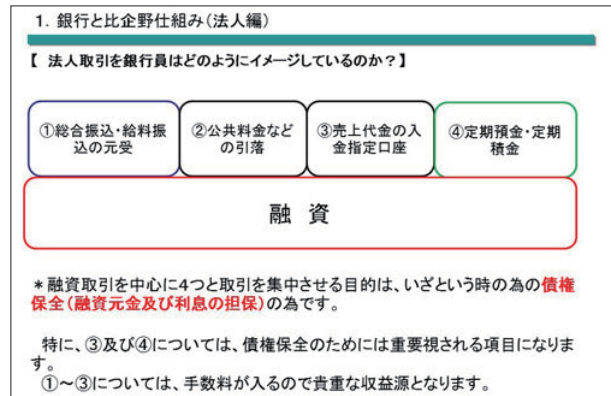 1. 銀行と比企野仕組み(法人編)
【 法人取引を銀行員はどのようにイメージしているのか?】
①総合振込・給料振
込の元受
②公共料金など
の引落
③売上代金の入
金指定口座
④定期預金・定期
積金
融 資
*融資取引を中心に4つと取引を集中させる目的は、いざという時の為の債権
保全(融資元金及び利息の担保)の為です。
特に、③及び④については、債権保全のためには重要視される項目になりま
す。
①～③については、手数料が入るので貴重な収益源となります。